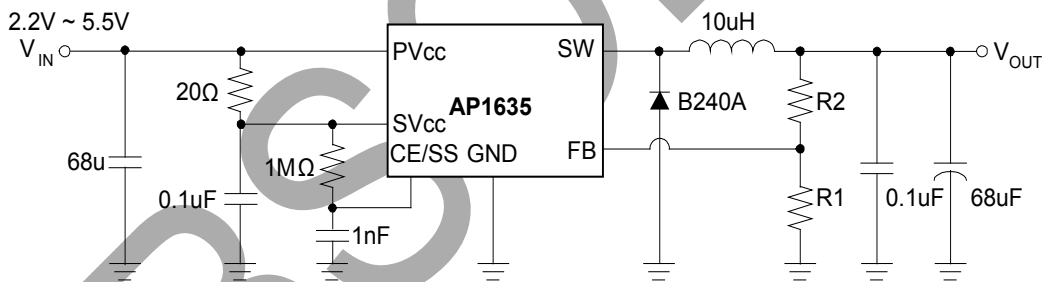 2.2V ~ 5.5V
V_IN
PVcc
SW
10uH
V_OUT
20Ω
AP1635
B240A
R2
SVcc
CE/SS GND
FB
68u
1MΩ
0.1uF
R1
0.1uF
68uF
1nF